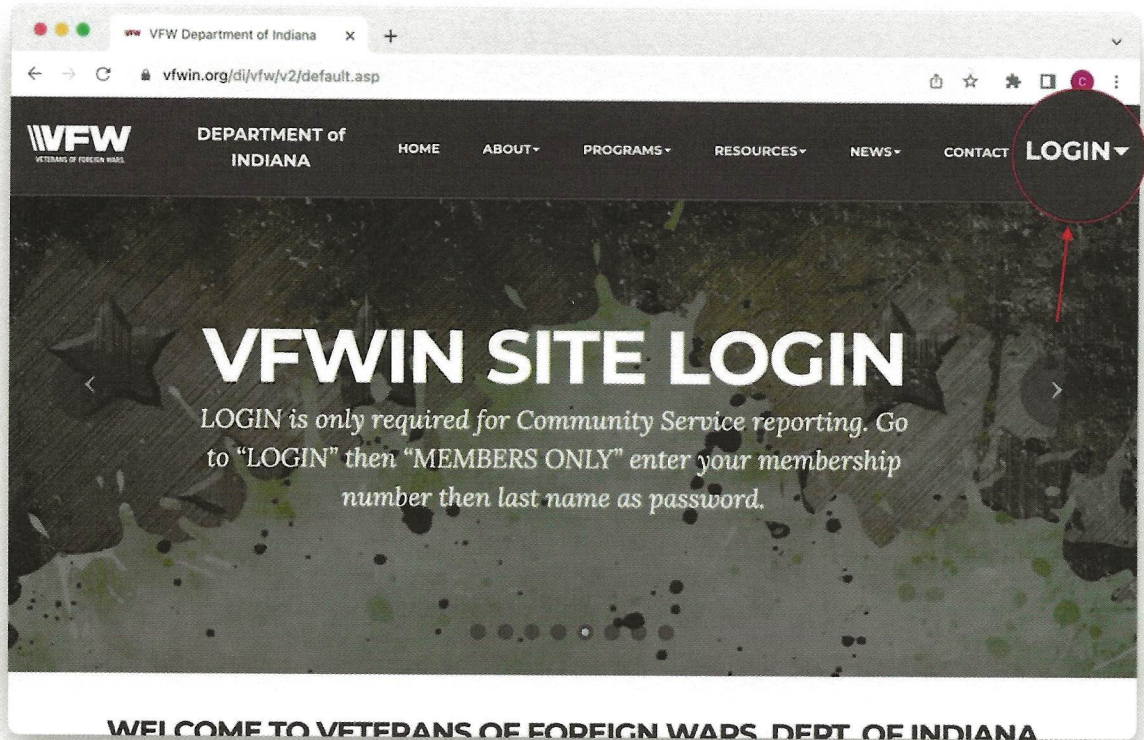 VFW Department of Indiana
vfwin.org/di/vfw/v2/default.asp
C
VFW
VETERANS OF FOREIGN WARS.
DEPARTMENT of
INDIANA
HOME
ABOUT
PROGRAMS
RESOURCES
NEWS
CONTACT
LOGIN
VFWIN SITE LOGIN
LOGIN is only required for Community Service reporting. Go
to “LOGIN” then “MEMBERS ONLY” enter your membership
number then last name as password.
WELCOME TO VETERANS OF FOREIGN WARS, DEPT. OF INDIANA